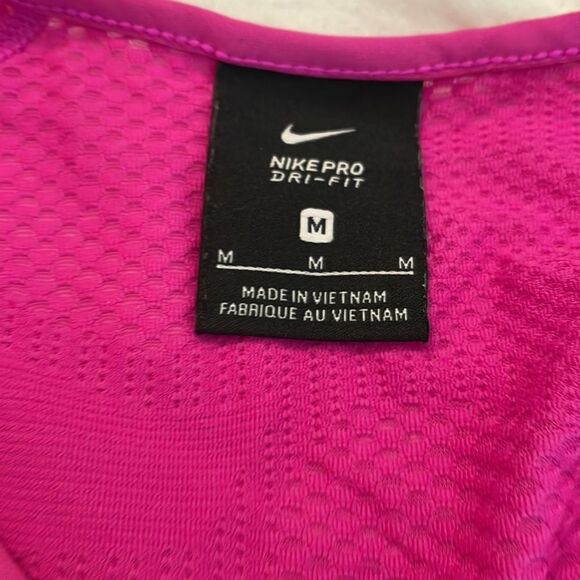 NIKE PRO
DRI-FIT
M
M M M
MADE IN VIETNAM
FABRIQUE AU VIETNAM